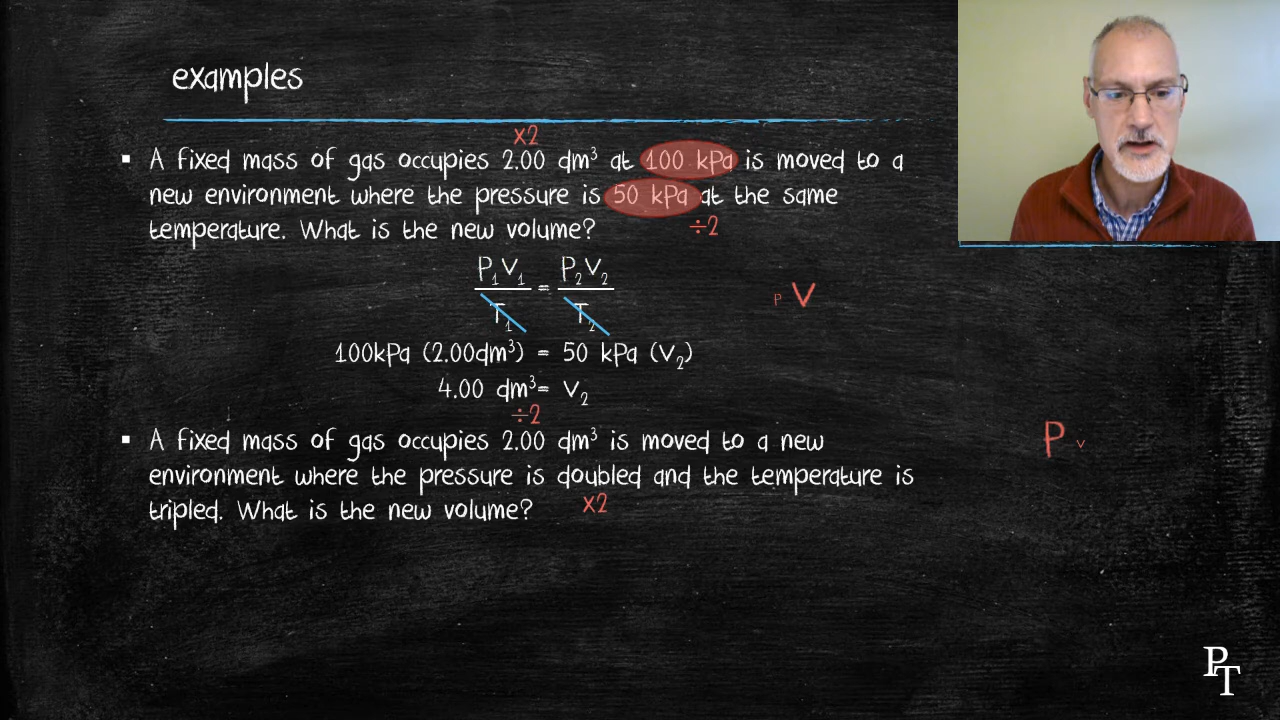 examples
x2
▪ A fixed mass of gas occupies 2.00 dm³ at 100 kPa is moved to a
new environment where the pressure is 50 kPa at the same
temperature. What is the new volume?
÷2
P₁V₁ / T₁ = P₂V₂ / T₂
P V
100kPa (2.00dm³) = 50 kPa (V₂)
4.00 dm³= V₂
÷2
▪ A fixed mass of gas occupies 2.00 dm³ is moved to a new
P v
environment where the pressure is doubled and the temperature is
tripled. What is the new volume?
x2
PT